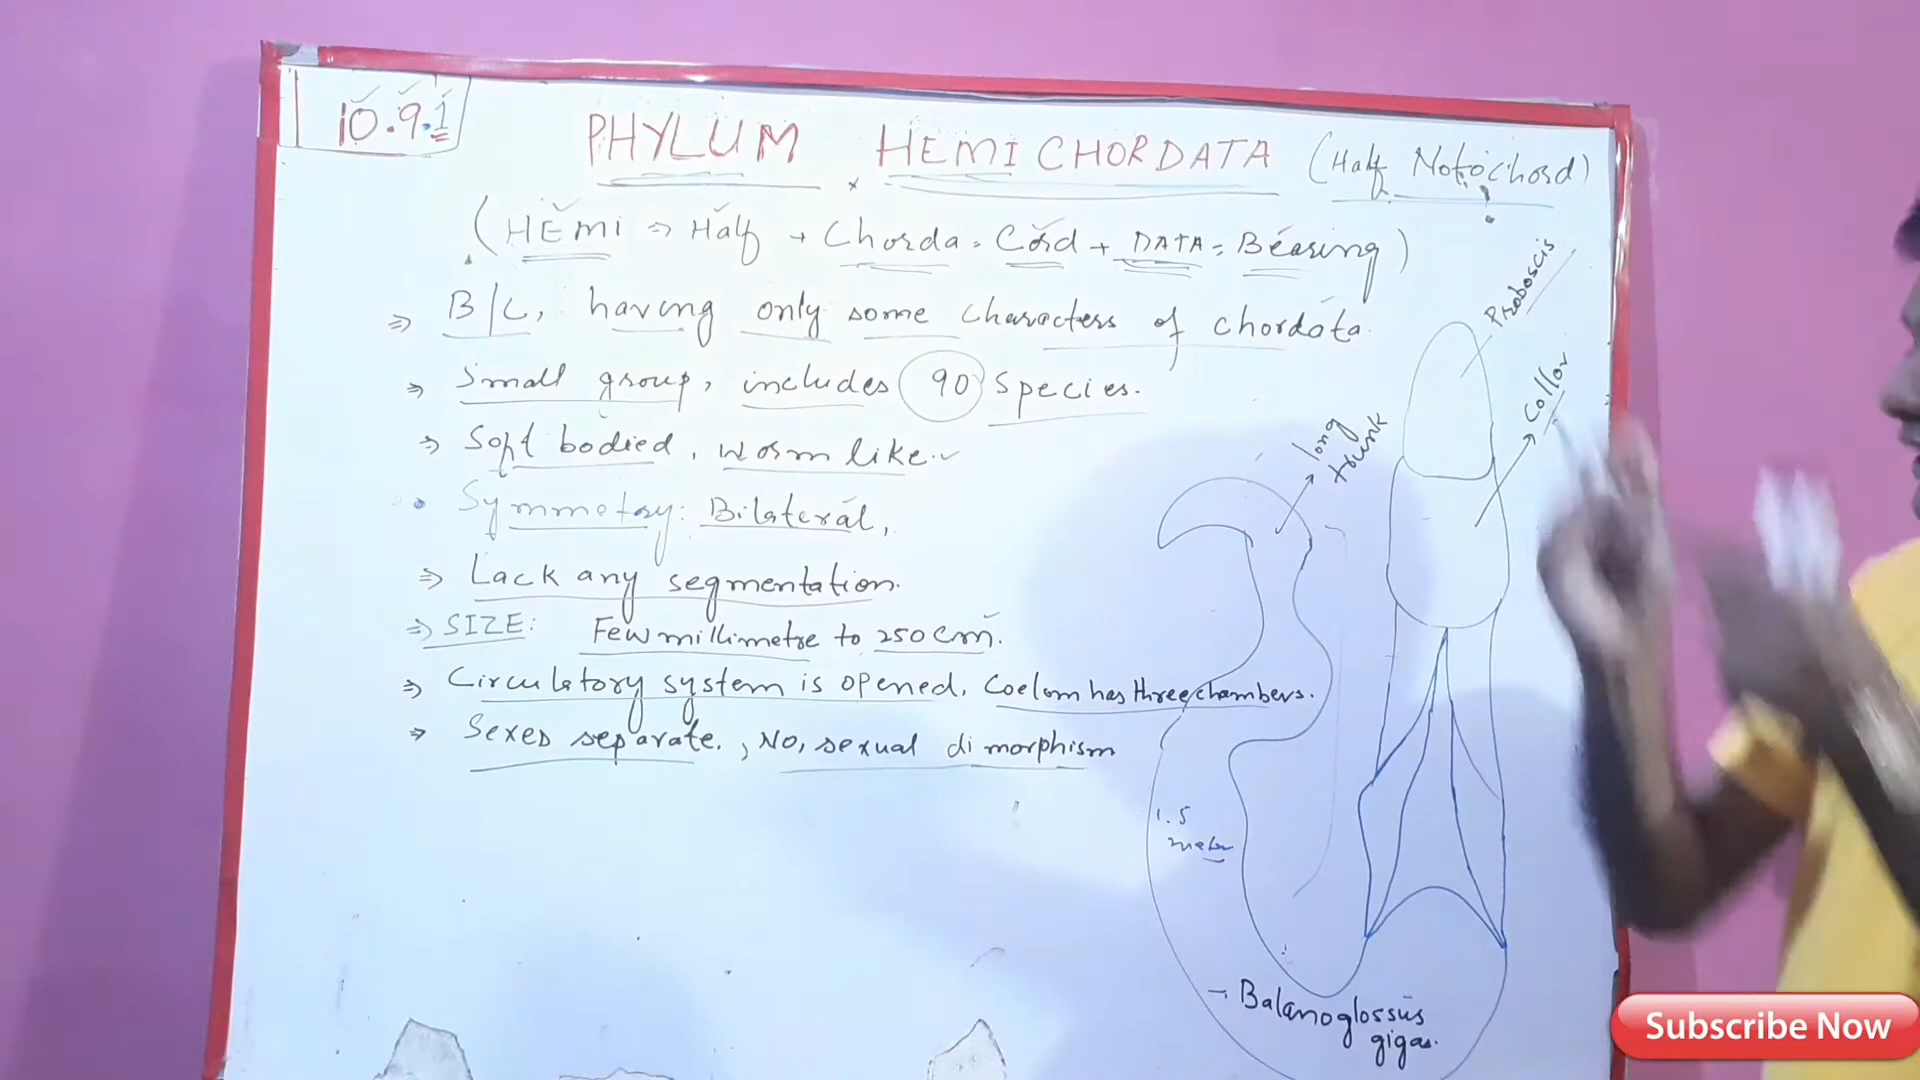 10.9.1
PHYLUM HEMICHORDATA (Half Notochord)
(HEMI ⇒ Half + Chorda = Cord + DATA = Bearing)
⇒ B/C, having only some characters of chordata.
⇒ Small group, includes 90 species.
⇒ Soft bodied, worm like.
• Symmetry: Bilateral,
⇒ Lack any segmentation.
⇒ SIZE: Few millimetre to 250 cm.
⇒ Circulatory system is opened, Coelom has three chambers.
⇒ Sexes separate, No, sexual dimorphism
Proboscis
Collar
long
trunk
1.5
meter
→ Balanoglossus
gigas.
Subscribe Now